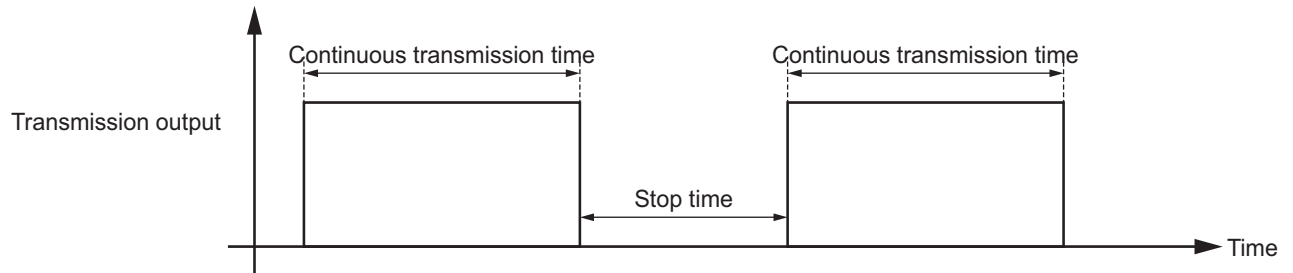 Continuous transmission time
Continuous transmission time
Transmission output
Stop time
Time